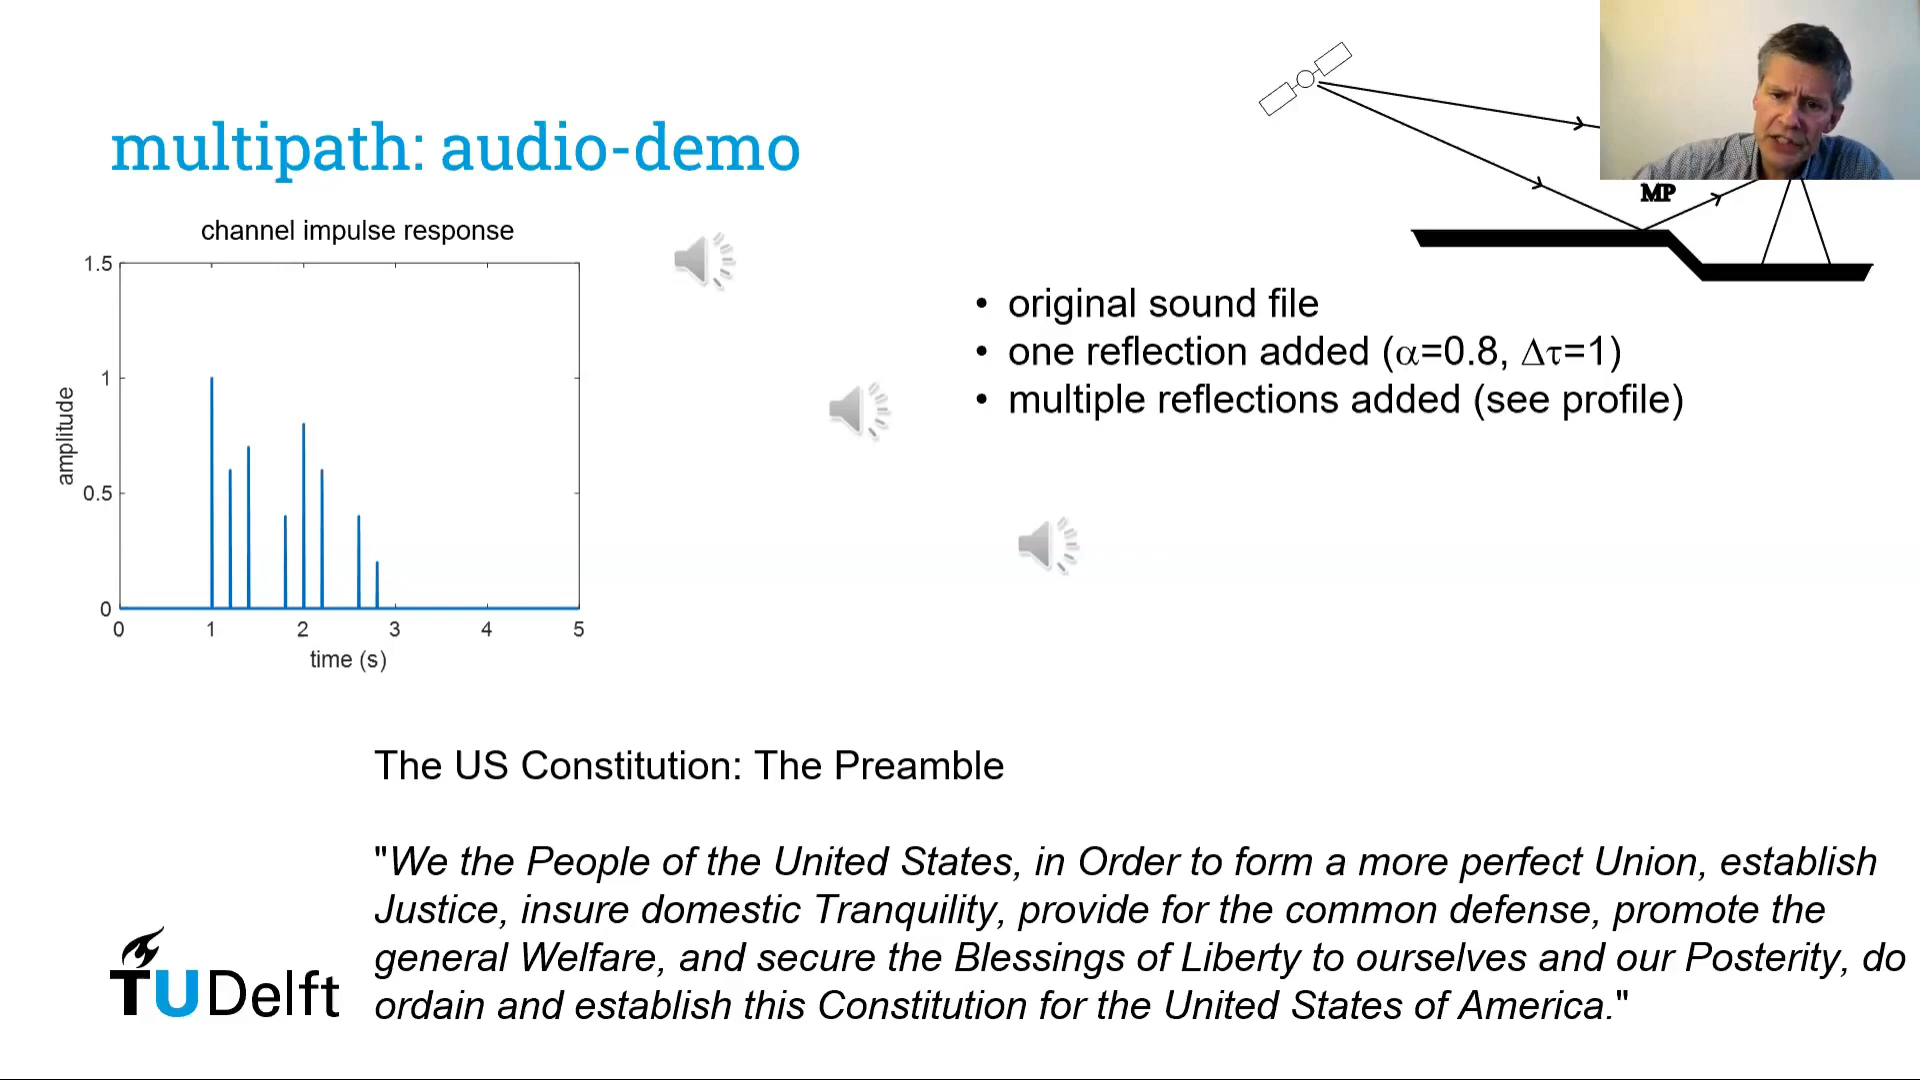 MP
multipath: audio-demo
channel impulse response
1.5
1
0.5
0
amplitude
0 1 2 3 4 5
time (s)
• original sound file
• one reflection added (α=0.8, Δτ=1)
• multiple reflections added (see profile)
The US Constitution: The Preamble
"We the People of the United States, in Order to form a more perfect Union, establish
Justice, insure domestic Tranquility, provide for the common defense, promote the
general Welfare, and secure the Blessings of Liberty to ourselves and our Posterity, do
ordain and establish this Constitution for the United States of America."
TU Delft